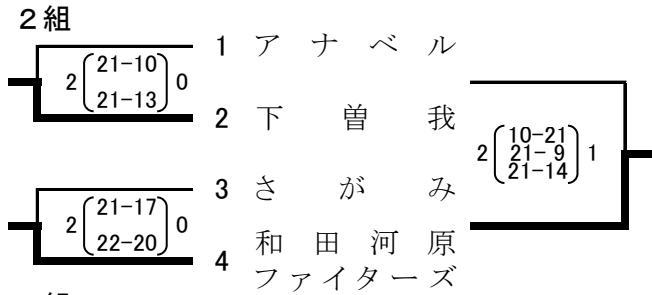 ２組
1 アナベル
2 (21-10 21-13) 0
2 下曽我
2 (10-21 21- 9 21-14) 1
3 さがみ
2 (21-17 22-20) 0
4 和田河原
ファイターズ